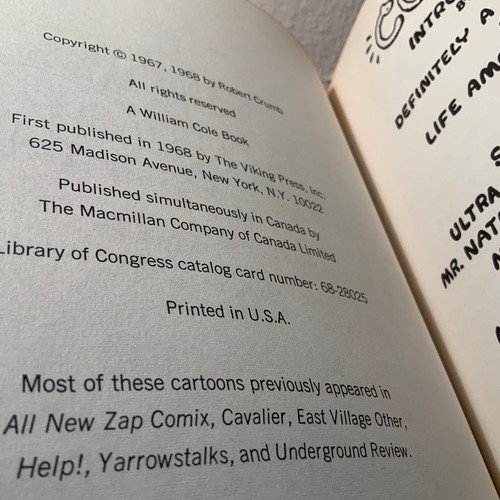 Copyright © 1967, 1968 by Robert Crumb
All rights reserved
A William Cole Book
First published in 1968 by The Viking Press, Inc.
625 Madison Avenue, New York, N.Y. 10022
Published simultaneously in Canada by
The Macmillan Company of Canada Limited
Library of Congress catalog card number: 68-28025
Printed in U.S.A.
Most of these cartoons previously appeared in
All New Zap Comix, Cavalier, East Village Other,
Help!, Yarrowstalks, and Underground Review.
DEFINITELY A
LIFE
ULTRA
MR.